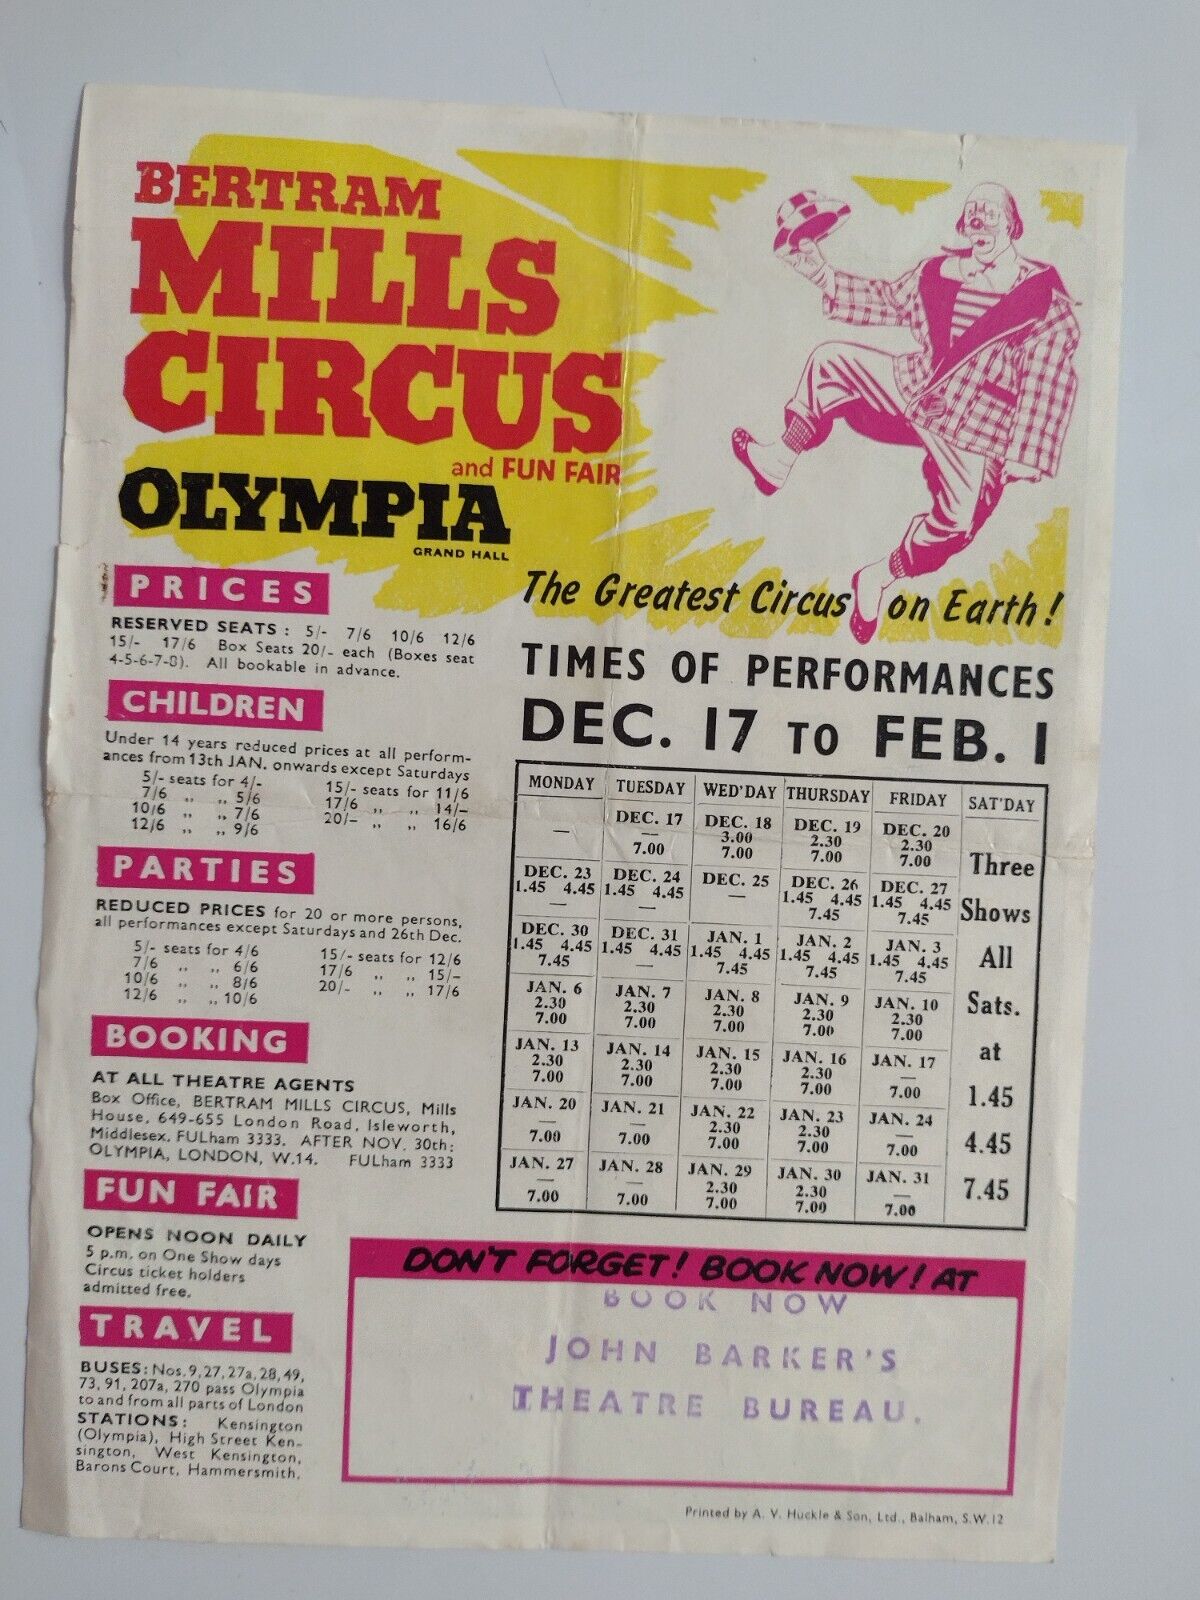 BERTRAM
MILLS
CIRCUS
and FUN FAIR
OLYMPIA
GRAND HALL
The Greatest Circus on Earth!
PRICES
RESERVED SEATS : 5/- 7/6 10/6 12/6
15/- 17/6 Box Seats 20/- each (Boxes seat
4-5-6-7-8). All bookable in advance.
CHILDREN
Under 14 years reduced prices at all perform-
ances from 13th JAN. onwards except Saturdays
5/- seats for 4/- 15/- seats for 11/6
7/6 ,, ,, 5/6 17/6 ,, ,, 14/-
10/6 ,, ,, 7/6 20/- ,, ,, 16/6
12/6 ,, ,, 9/6
PARTIES
REDUCED PRICES for 20 or more persons,
all performances except Saturdays and 26th Dec.
5/- seats for 4/6 15/- seats for 12/6
7/6 ,, ,, 6/6 17/6 ,, ,, 15/-
10/6 ,, ,, 8/6 20/- ,, ,, 17/6
12/6 ,, ,, 10/6
BOOKING
AT ALL THEATRE AGENTS
Box Office, BERTRAM MILLS CIRCUS, Mills
House, 649-655 London Road, Isleworth,
Middlesex. FULham 3333. AFTER NOV. 30th:
OLYMPIA, LONDON, W.14. FULham 3333
FUN FAIR
OPENS NOON DAILY
5 p.m. on One Show days
Circus ticket holders
admitted free.
TRAVEL
BUSES: Nos. 9, 27, 27a, 28, 49,
73, 91, 207a, 270 pass Olympia
to and from all parts of London
STATIONS: Kensington
(Olympia), High Street Ken-
sington, West Kensington,
Barons Court, Hammersmith.
TIMES OF PERFORMANCES
DEC. 17 TO FEB. 1
MONDAY TUESDAY WED'DAY THURSDAY FRIDAY SAT'DAY
— DEC. 17 DEC. 18 DEC. 19 DEC. 20
— 3.00 2.30 2.30
7.00 7.00 7.00 7.00
DEC. 23 DEC. 24 DEC. 25 DEC. 26 DEC. 27
1.45 4.45 1.45 4.45 — 1.45 4.45 1.45 4.45
— — 7.45 7.45
DEC. 30 DEC. 31 JAN. 1 JAN. 2 JAN. 3
1.45 4.45 1.45 4.45 1.45 4.45 1.45 4.45 1.45 4.45
7.45 — 7.45 7.45 7.45
JAN. 6 JAN. 7 JAN. 8 JAN. 9 JAN. 10
2.30 2.30 2.30 2.30 2.30
7.00 7.00 7.00 7.00 7.00
JAN. 13 JAN. 14 JAN. 15 JAN. 16 JAN. 17
2.30 2.30 2.30 2.30 —
7.00 7.00 7.00 7.00 7.00
JAN. 20 JAN. 21 JAN. 22 JAN. 23 JAN. 24
— — 2.30 2.30 —
7.00 7.00 7.00 7.00 7.00
JAN. 27 JAN. 28 JAN. 29 JAN. 30 JAN. 31
— — 2.30 2.30 —
7.00 7.00 7.00 7.00 7.00
Three
Shows
All
Sats.
at
1.45
4.45
7.45
DON'T FORGET! BOOK NOW! AT
BOOK NOW
JOHN BARKER'S
THEATRE BUREAU.
Printed by A. V. Huckle & Son, Ltd., Balham, S.W.12